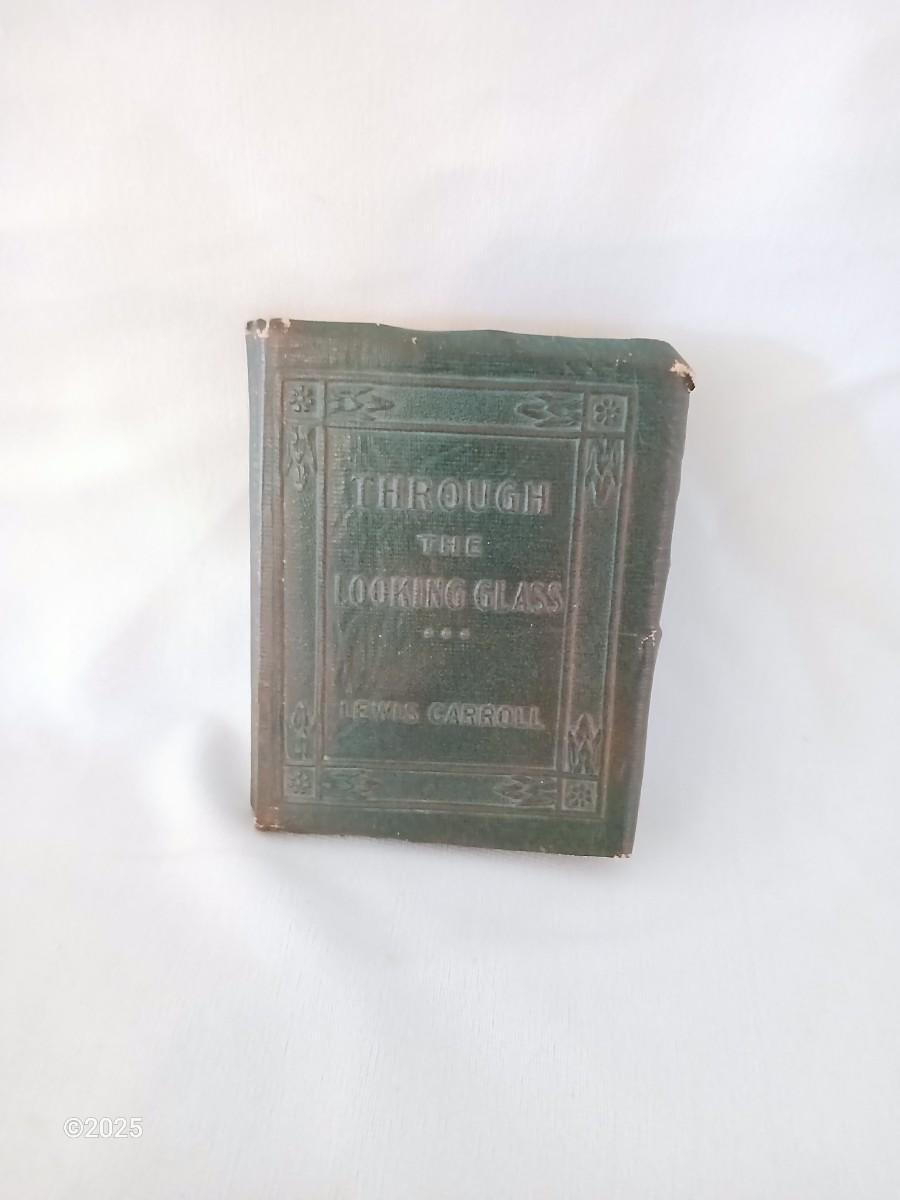 THROUGH
THE
LOOKING GLASS
LEWIS CARROLL
©2025